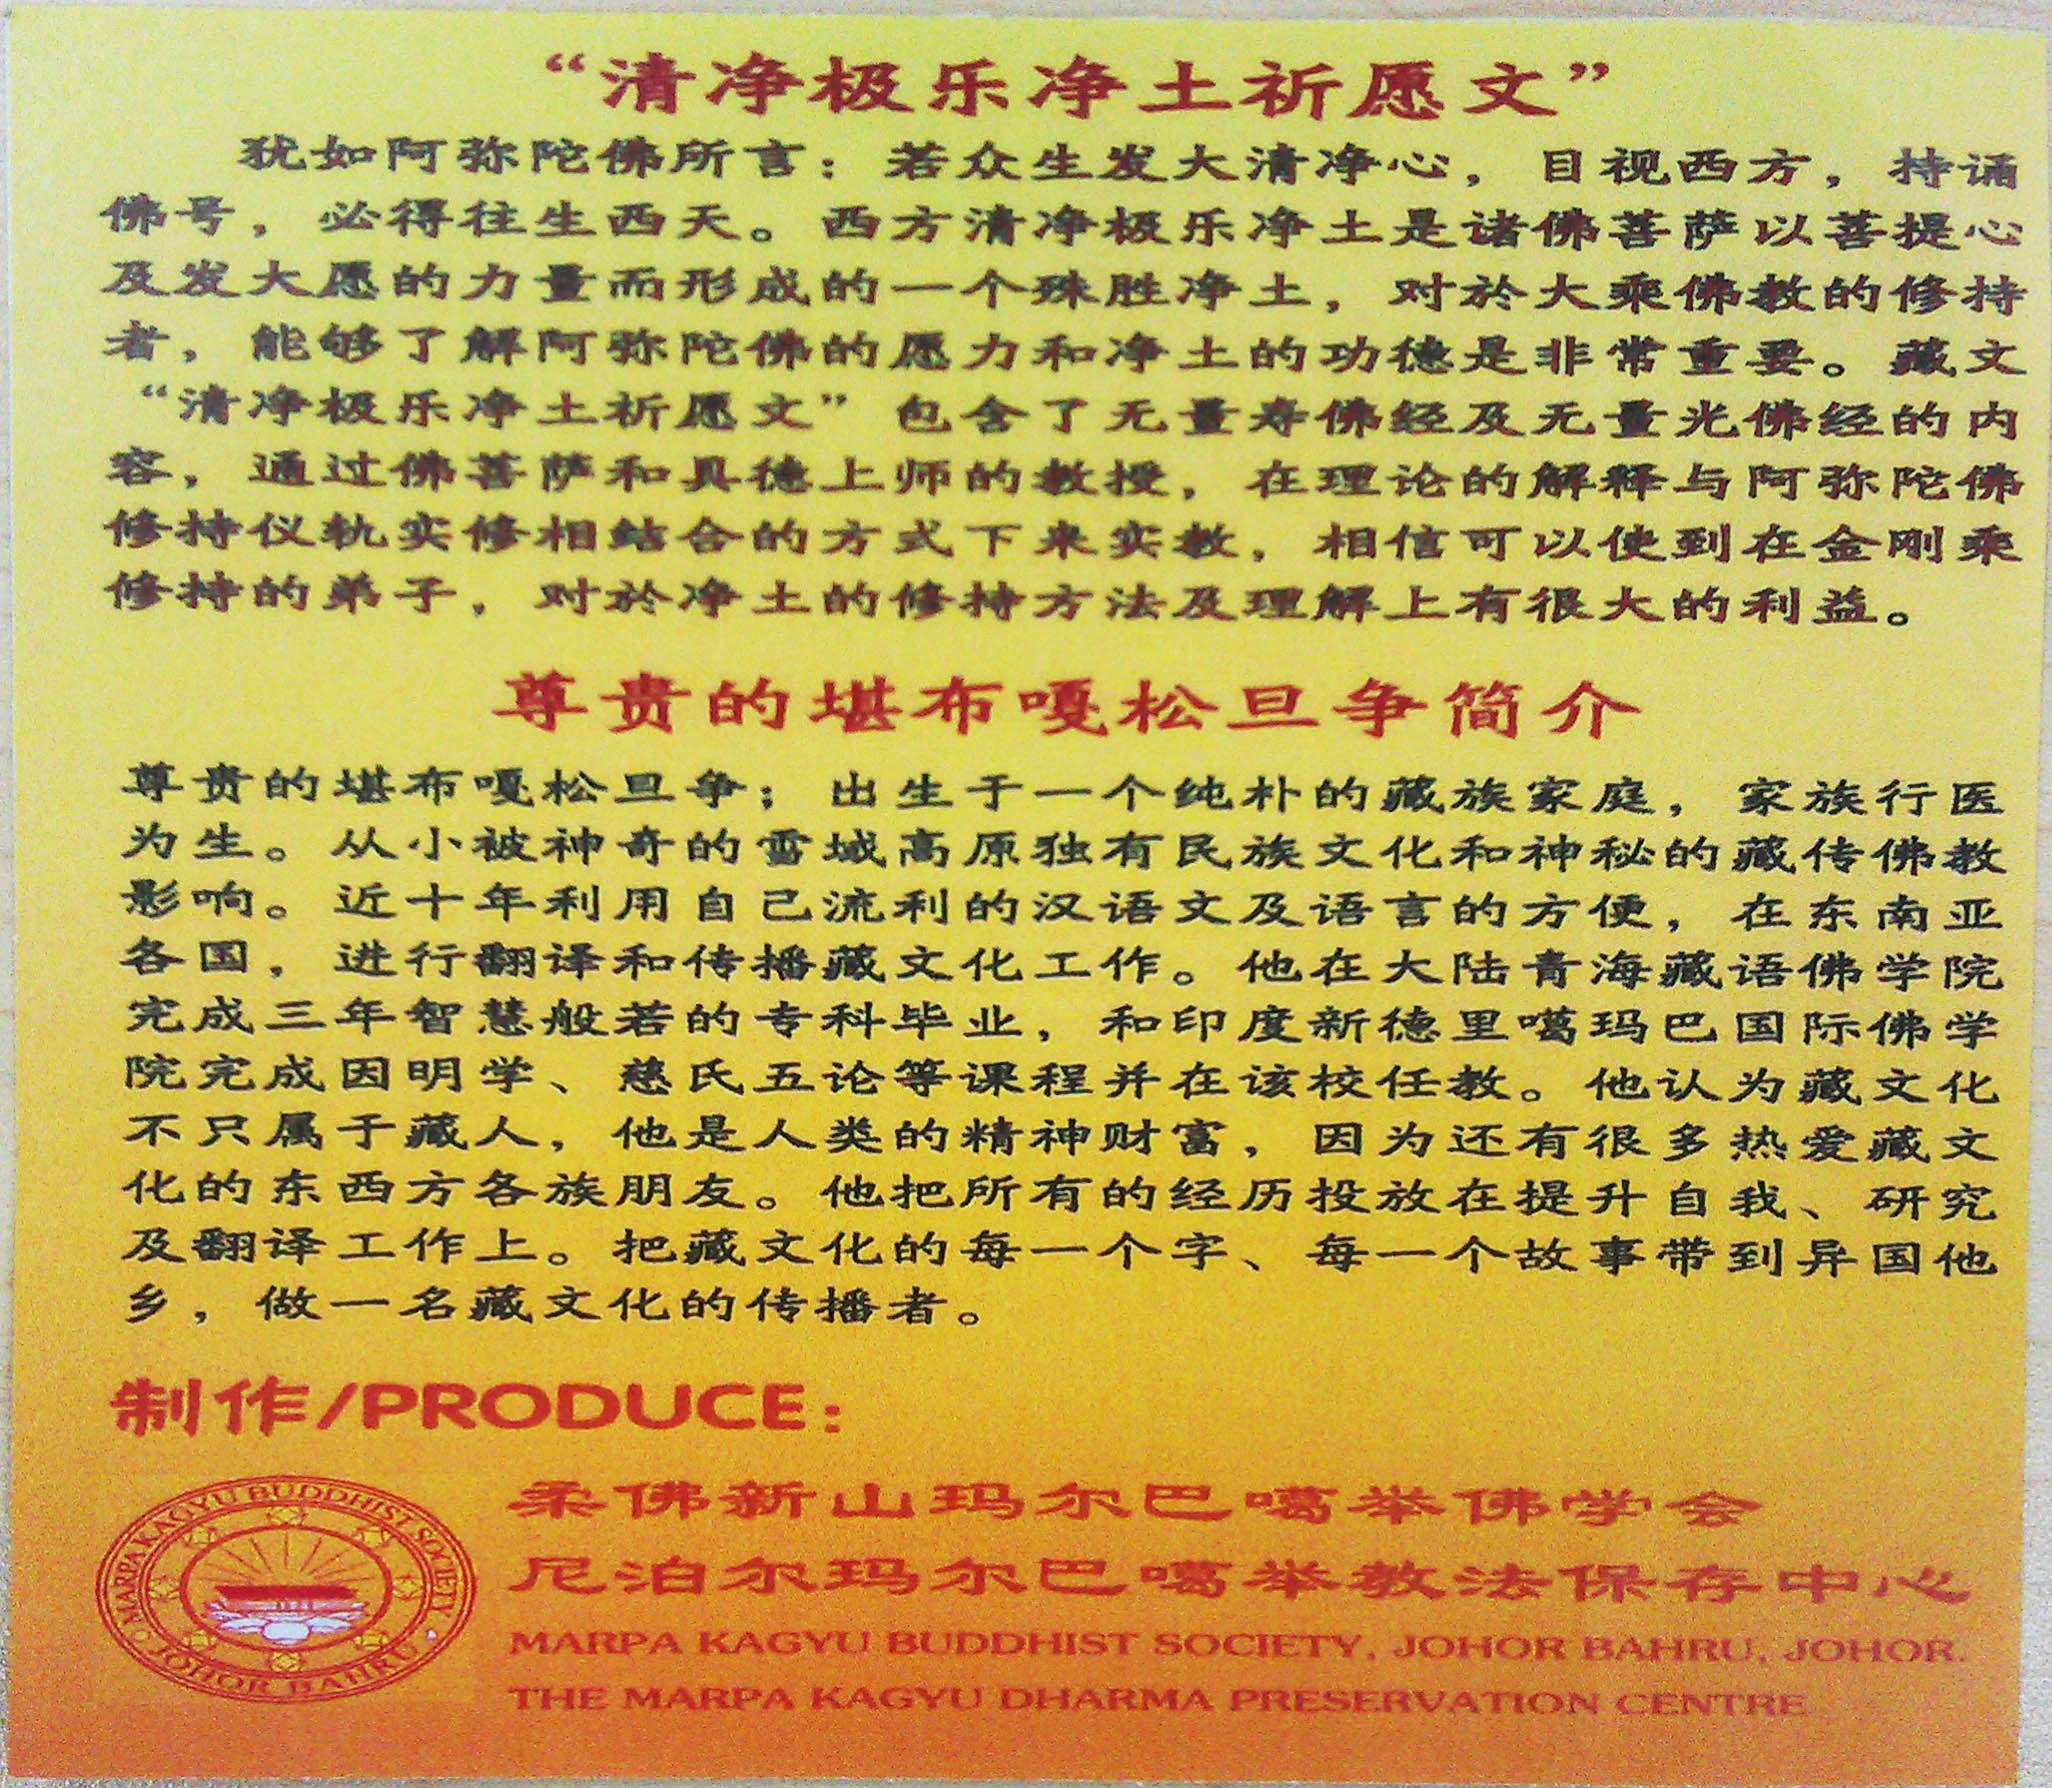 “清净极乐净土祈愿文”
犹如阿弥陀佛所言：若众生发大清净心，目视西方，持诵
佛号，必得往生西天。西方清净极乐净土是诸佛菩萨以菩提心
及发大愿的力量而形成的一个殊胜净土，对於大乘佛教的修持
者，能够了解阿弥陀佛的愿力和净土的功德是非常重要。藏文
“清净极乐净土祈愿文”包含了无量寿佛经及无量光佛经的内
容，通过佛菩萨和具德上师的教授，在理论的解释与阿弥陀佛
修持仪轨实修相结合的方式下来实教，相信可以使到在金刚乘
修持的弟子，对於净土的修持方法及理解上有很大的利益。
尊贵的堪布嘎松旦争简介
尊贵的堪布嘎松旦争；出生于一个纯朴的藏族家庭，家族行医
为生。从小被神奇的雪域高原独有民族文化和神秘的藏传佛教
影响。近十年利用自己流利的汉语文及语言的方便，在东南亚
各国，进行翻译和传播藏文化工作。他在大陆青海藏语佛学院
完成三年智慧般若的专科毕业，和印度新德里噶玛巴国际佛学
院完成因明学、慈氏五论等课程并在该校任教。他认为藏文化
不只属于藏人，他是人类的精神财富，因为还有很多热爱藏文
化的东西方各族朋友。他把所有的经历投放在提升自我、研究
及翻译工作上。把藏文化的每一个字、每一个故事带到异国他
乡，做一名藏文化的传播者。
制作/PRODUCE：
MARPA KAGYU BUDDHIST SOCIETY
JOHOR BAHRU
柔佛新山玛尔巴噶举佛学会
尼泊尔玛尔巴噶举教法保存中心
MARPA KAGYU BUDDHIST SOCIETY, JOHOR BAHRU, JOHOR.
THE MARPA KAGYU DHARMA PRESERVATION CENTRE